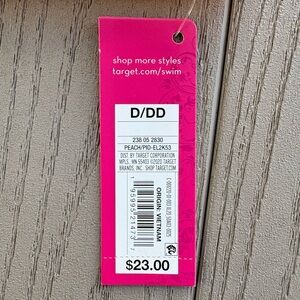 shop more styles
target.com/swim
D/DD
238 05 2830
PEACH/PID-EL2K53
DIST. BY TARGET CORPORATION
MPLS, MN 55403 ©2020 TARGET
BRANDS, INC. SHOP TARGET.COM
ORIGIN: VIETNAM
$23.00